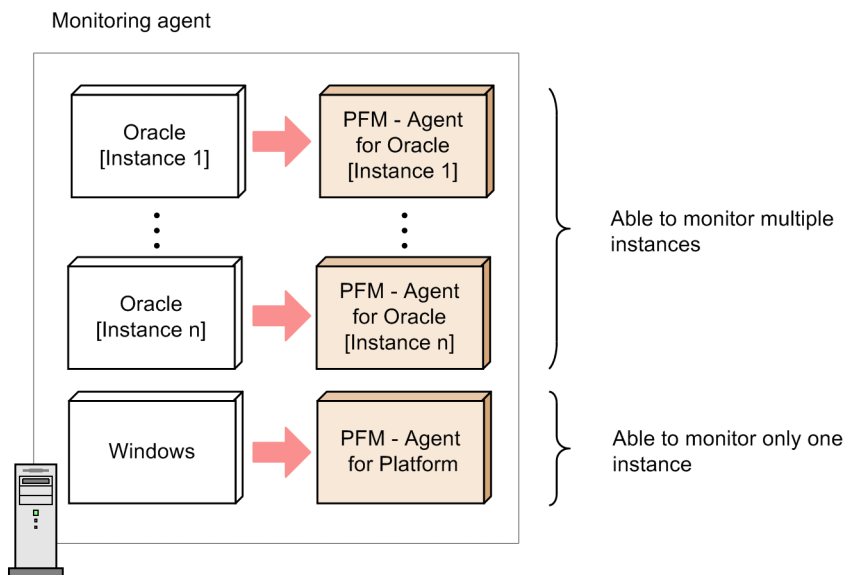 Monitoring agent
Oracle
[Instance 1]
PFM - Agent
for Oracle
[Instance 1]
Able to monitor multiple
instances
Oracle
[Instance n]
PFM - Agent
for Oracle
[Instance n]
Windows
PFM - Agent
for Platform
Able to monitor only one
instance